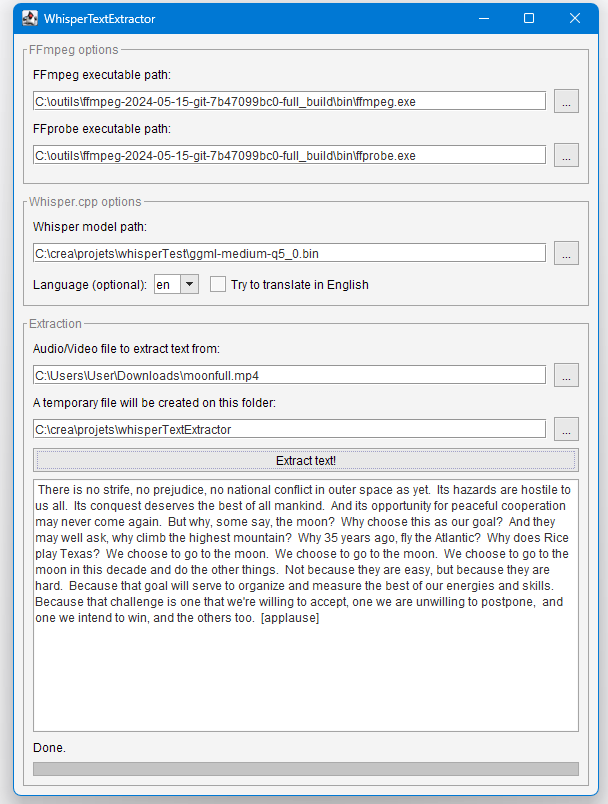 WhisperTextExtractor
FFmpeg options
FFmpeg executable path:
C:\outils\ffmpeg-2024-05-15-git-7b47099bc0-full_build\bin\ffmpeg.exe
...
FFprobe executable path:
C:\outils\ffmpeg-2024-05-15-git-7b47099bc0-full_build\bin\ffprobe.exe
...
Whisper.cpp options
Whisper model path:
C:\crea\projets\whisperTest\ggml-medium-q5_0.bin
...
Language (optional): en Try to translate in English
Extraction
Audio/Video file to extract text from:
C:\Users\User\Downloads\moonfull.mp4
...
A temporary file will be created on this folder:
C:\crea\projets\whisperTextExtractor
...
Extract text!
There is no strife, no prejudice, no national conflict in outer space as yet.  Its hazards are hostile to
us all.  Its conquest deserves the best of all mankind.  And its opportunity for peaceful cooperation
may never come again.  But why, some say, the moon?  Why choose this as our goal?  And they
may well ask, why climb the highest mountain?  Why 35 years ago, fly the Atlantic?  Why does Rice
play Texas?  We choose to go to the moon.  We choose to go to the moon.  We choose to go to the
moon in this decade and do the other things.  Not because they are easy, but because they are
hard.  Because that goal will serve to organize and measure the best of our energies and skills.
Because that challenge is one that we're willing to accept, one we are unwilling to postpone,  and
one we intend to win, and the others too.  [applause]
Done.